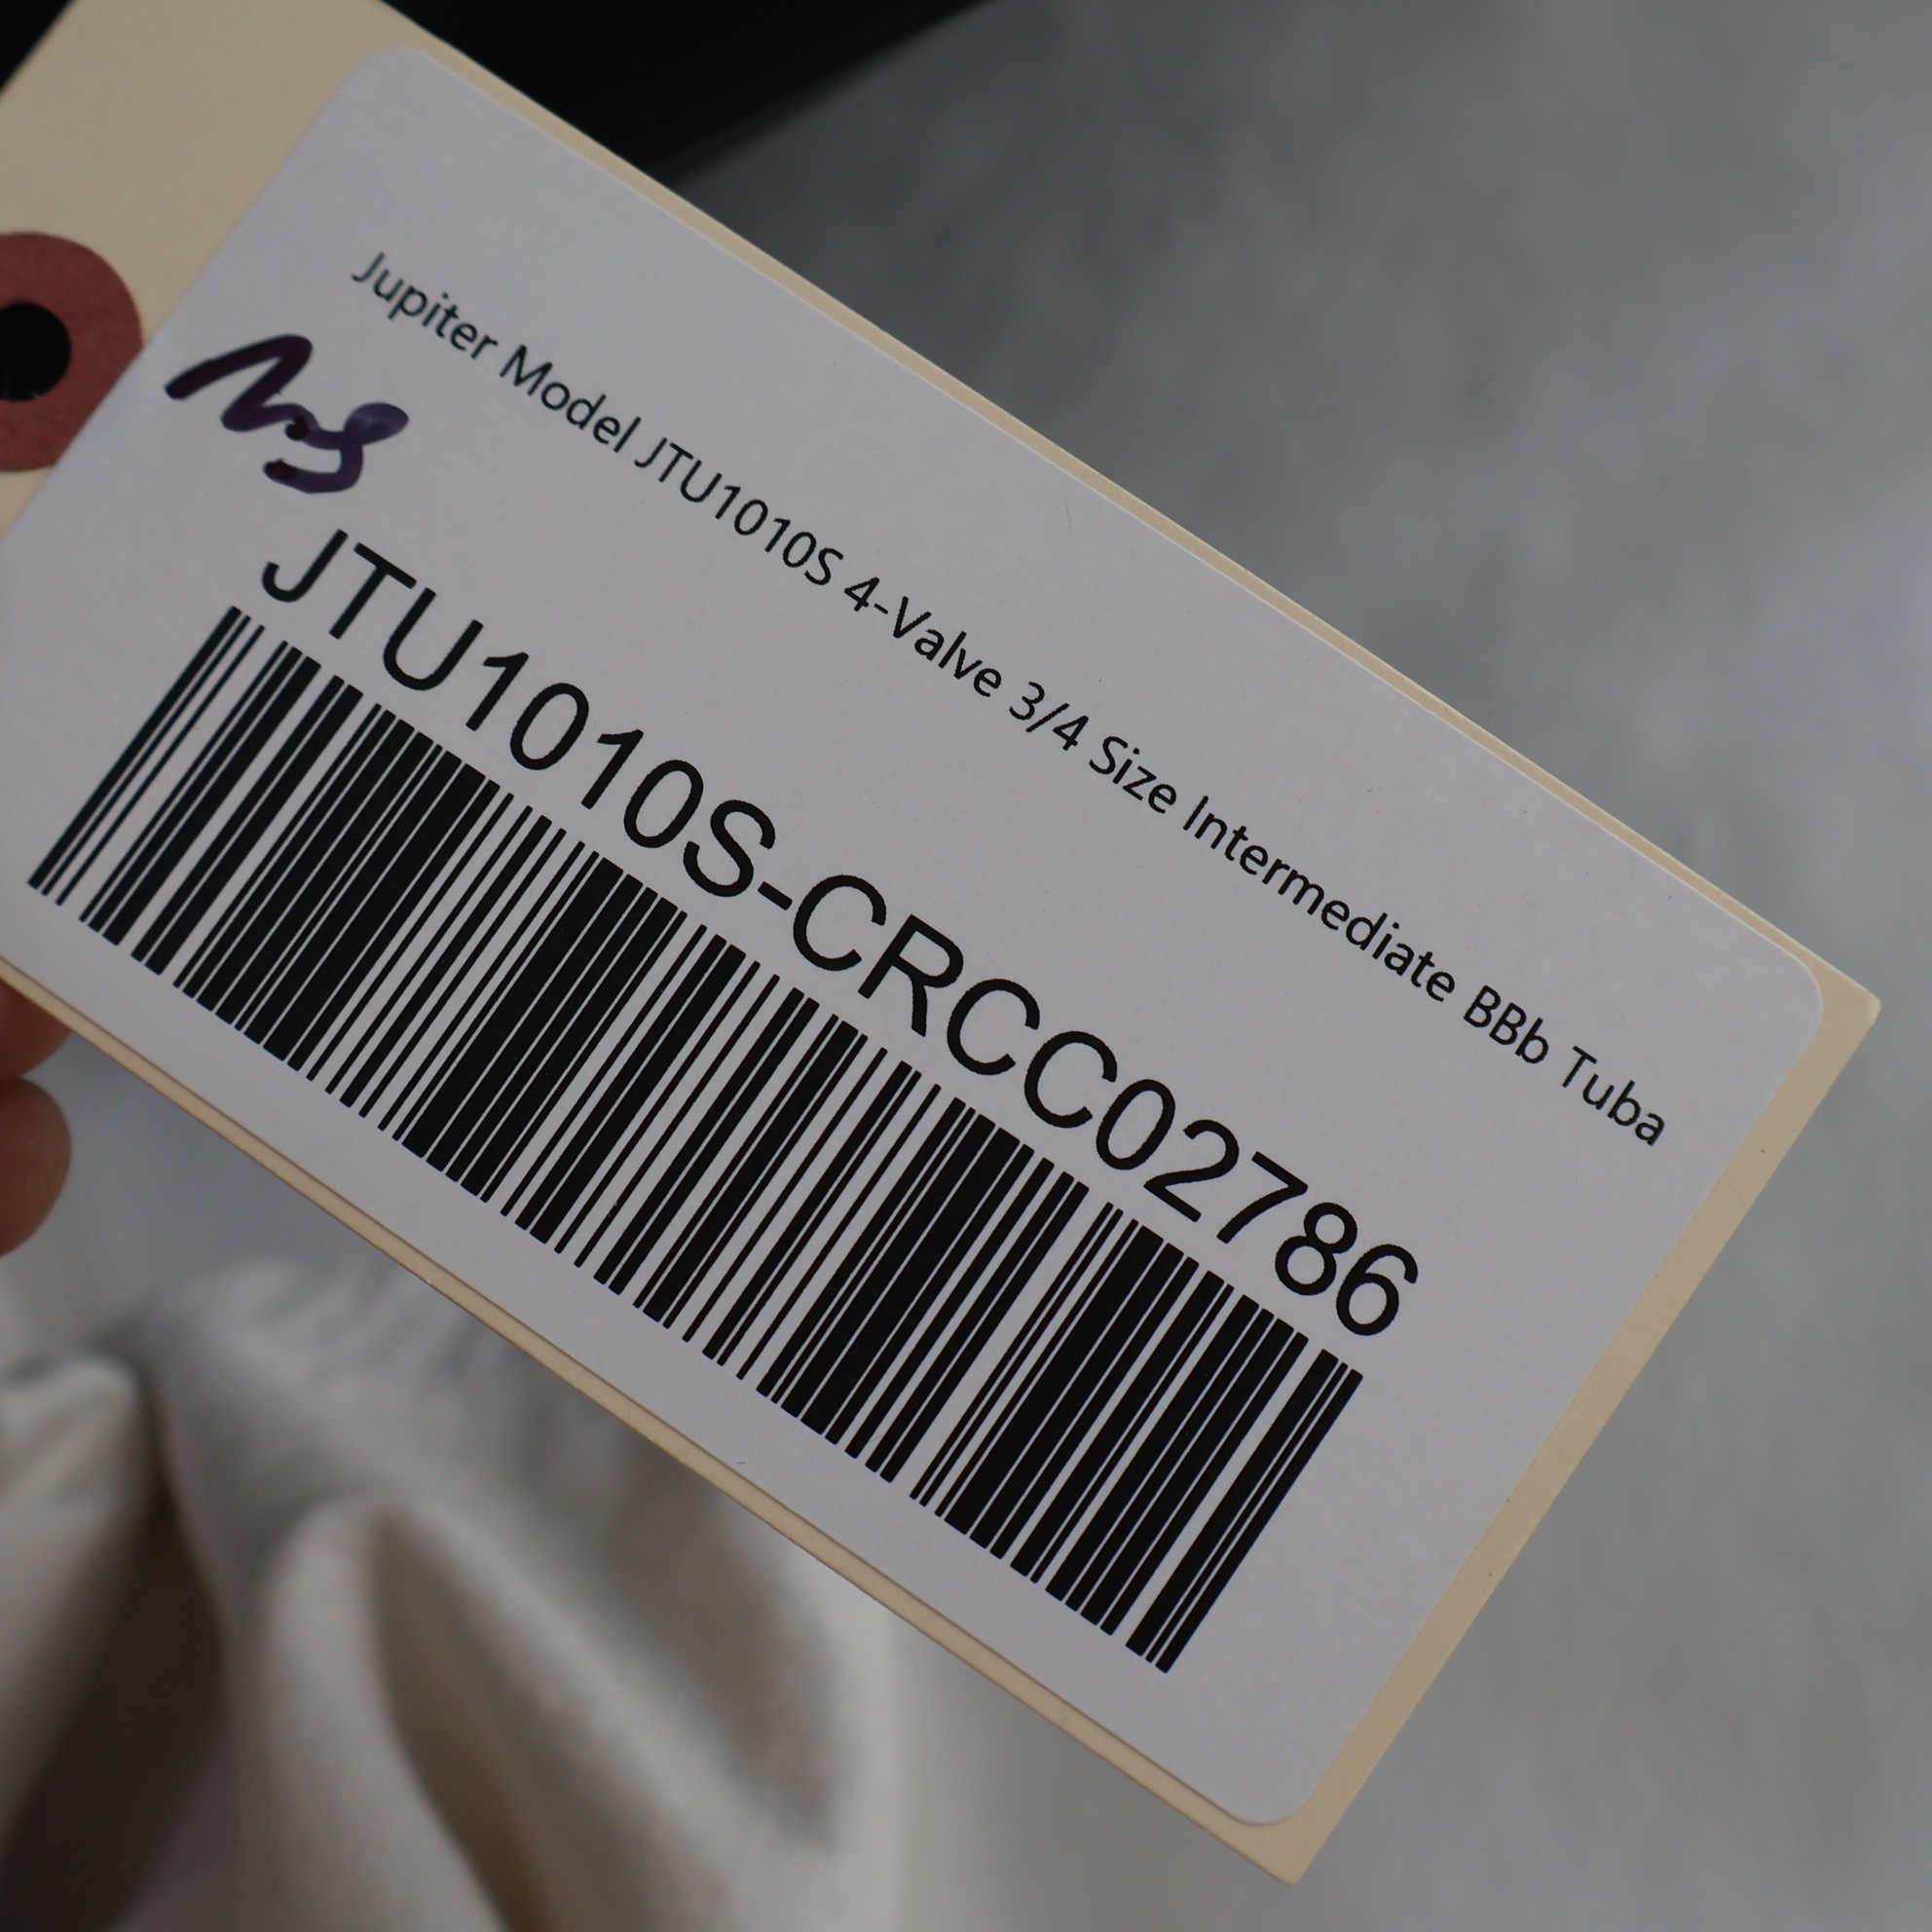 Jupiter Model JTU1010S 4-Valve 3/4 Size Intermediate BBb Tuba
JTU1010S-CRCC02786